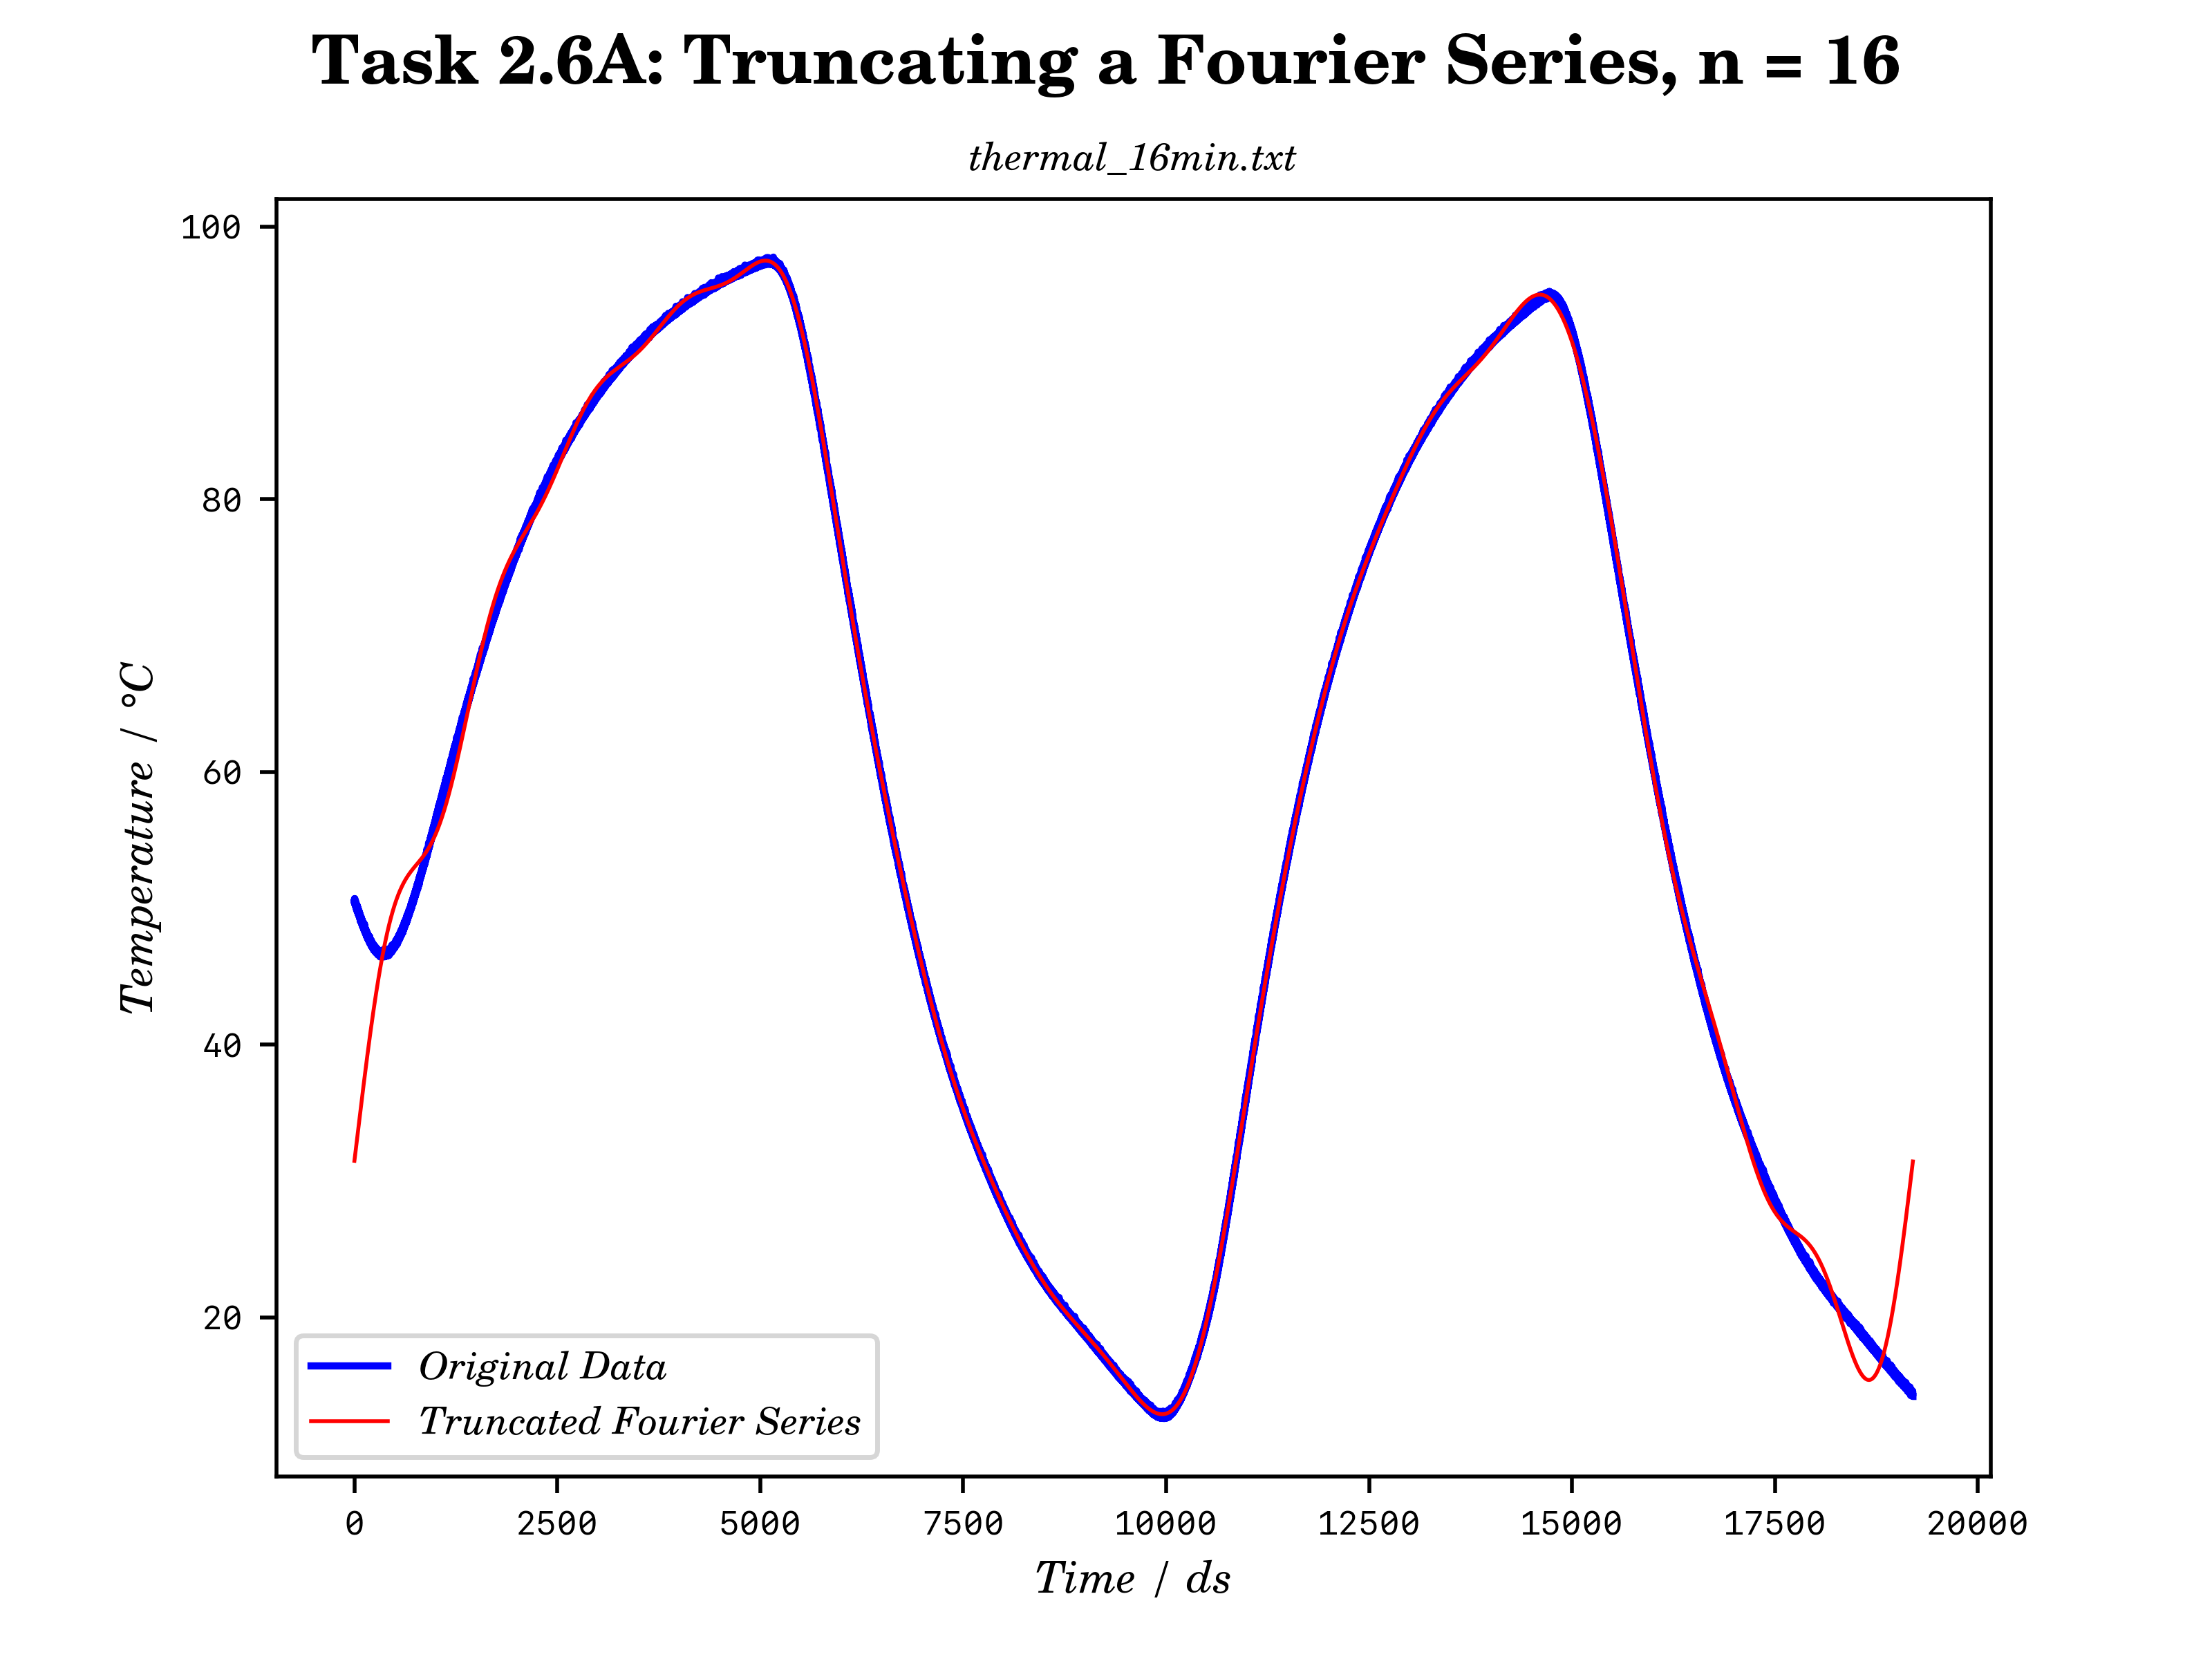 Task 2.6A: Truncating a Fourier Series, n = 16
thermal_16min.txt
100
80
60
40
20
Temperature / °C
Original Data
Truncated Fourier Series
0 2500 5000 7500 10000 12500 15000 17500 20000
Time / ds